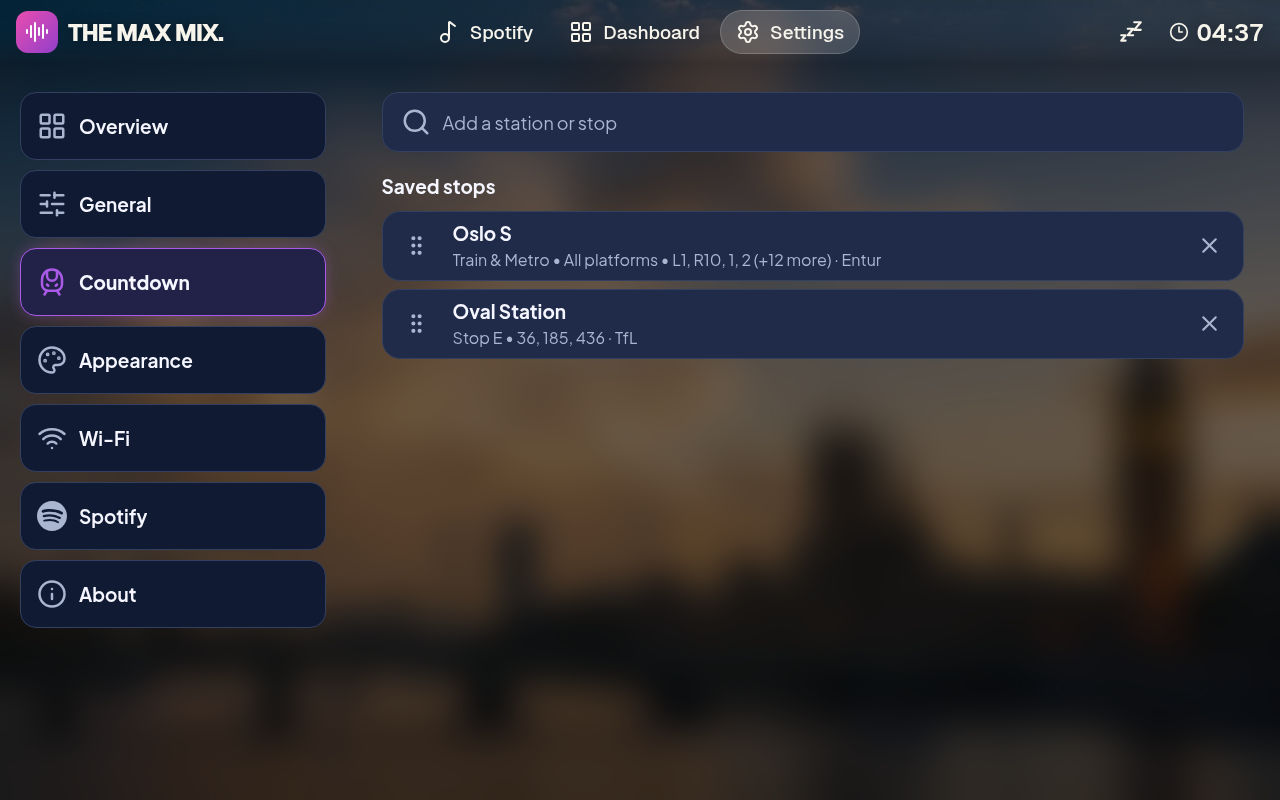 THE MAX MIX.
Spotify
Dashboard
Settings
04:37
Overview
General
Countdown
Appearance
Wi-Fi
Spotify
About
Add a station or stop
Saved stops
Oslo S
Train & Metro • All platforms • L1, R10, 1, 2 (+12 more) · Entur
Oval Station
Stop E • 36, 185, 436 · TfL